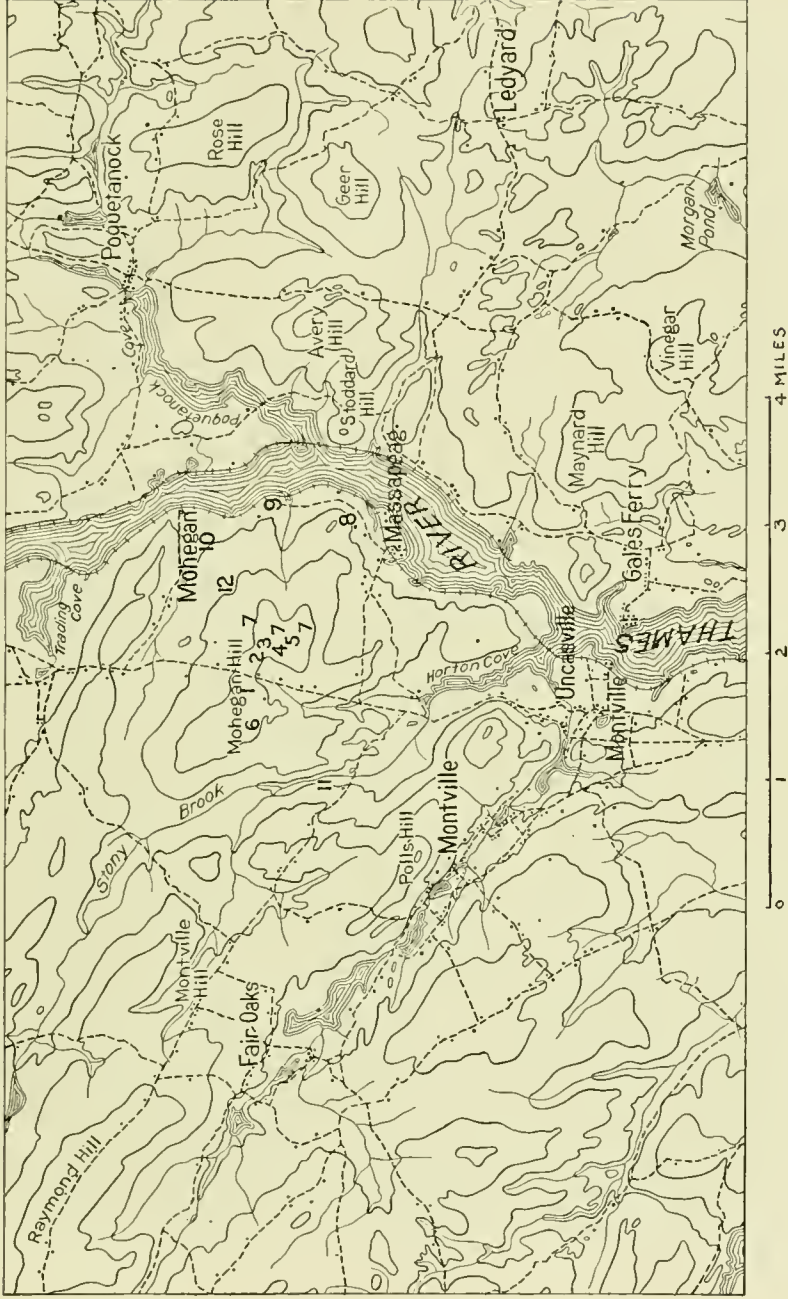 Raymond Hill
Montville
Hill
Fair Oaks
Stony
Brook
Polls Hill
Montville
Trading
Cove
Mohegan
10
12
Mohegan Hill
6
1
2
3
4
5
7
7
7
9
8
11
Massapeag
Horton Cove
Uncasville
Montville
THAMES
RIVER
Poquetanock
Cove
Poquetanock
Rose
Hill
Geer
Hill
Avery
Hill
Stoddard
Hill
Ledyard
Maynard
Hill
Gales Ferry
Vinegar
Hill
Morgan
Pond
0 1 2 3 4 MILES